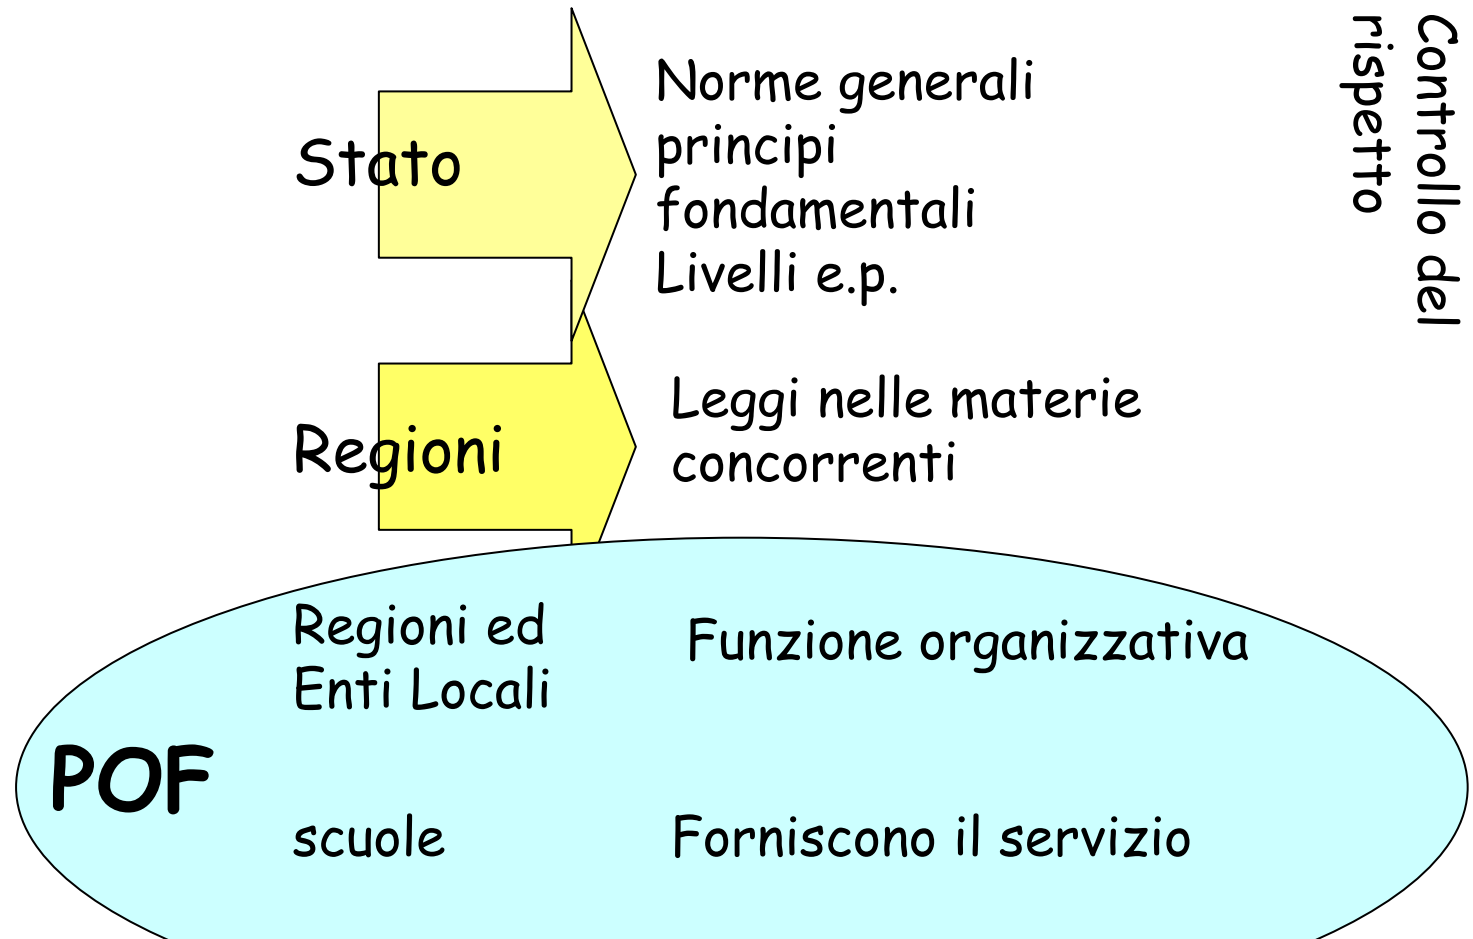 Stato
Norme generali
principi
fondamentali
Livelli e.p.
Controllo del
rispetto
Regioni
Leggi nelle materie
concorrenti
Regioni ed
Enti Locali
Funzione organizzativa
POF
scuole
Forniscono il servizio